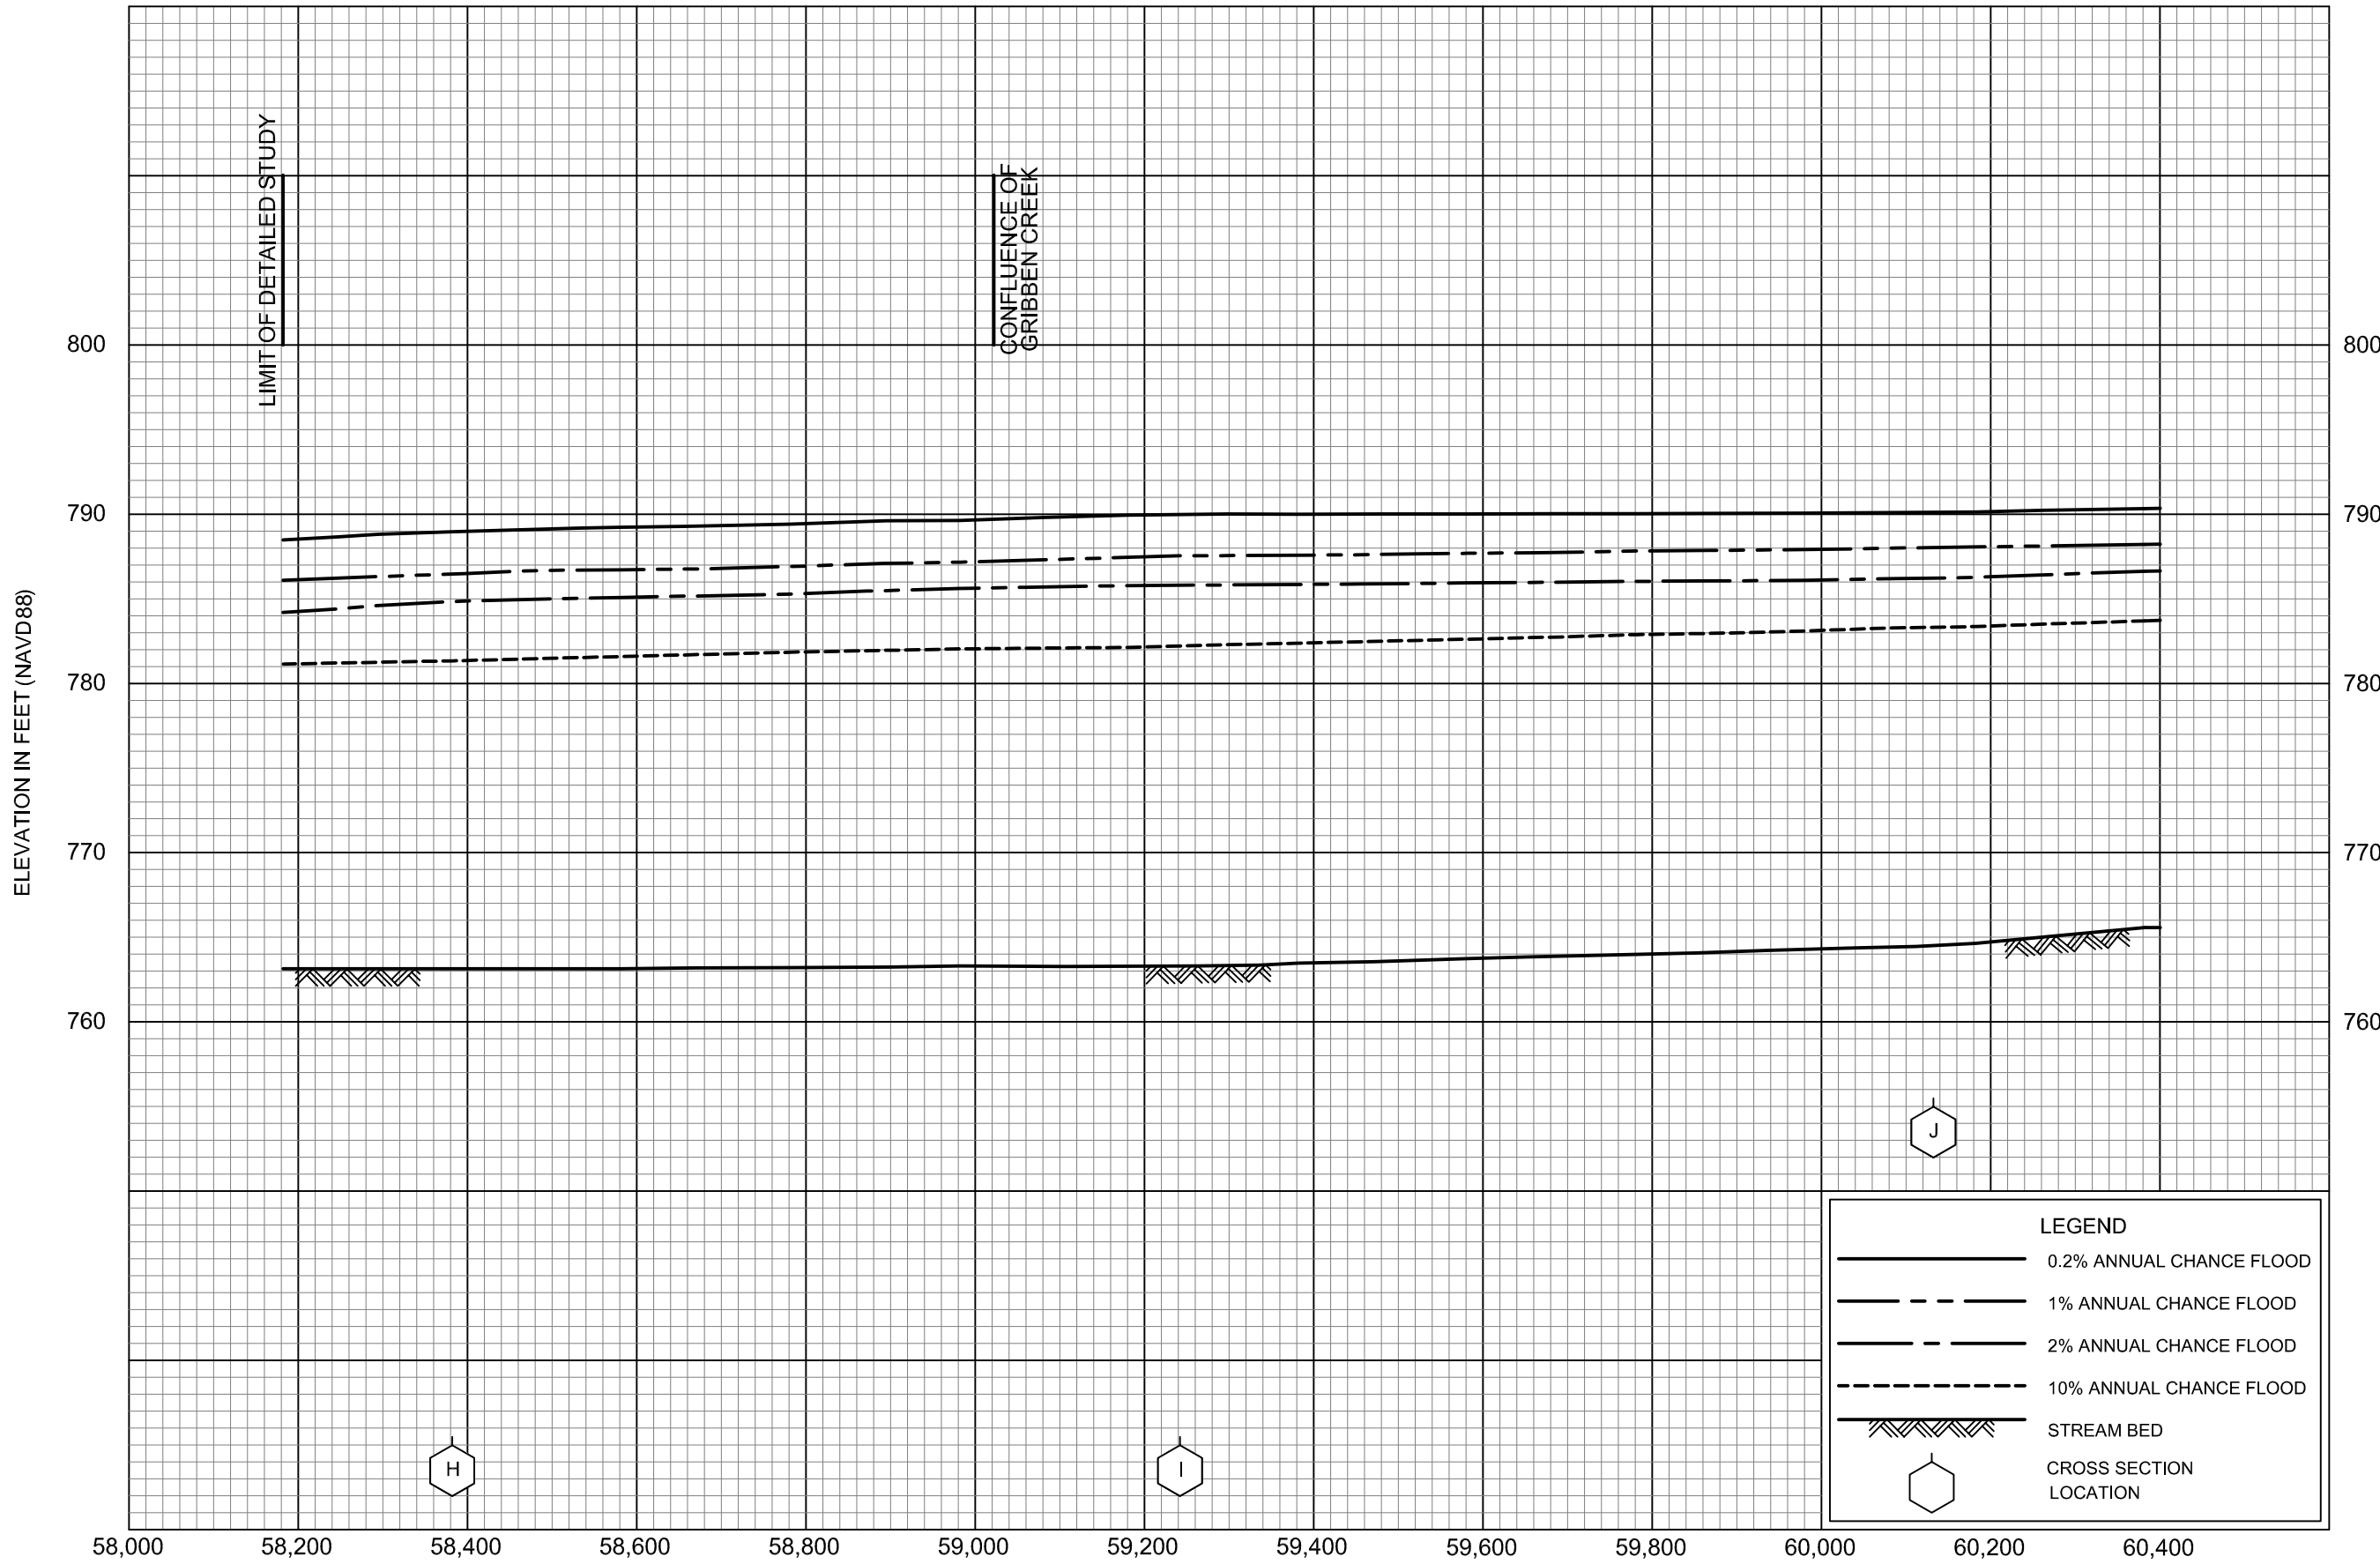 LIMIT OF DETAILED STUDY
CONFLUENCE OF
GRIBBEN CREEK
ELEVATION IN FEET (NAVD88)
800
800
790
790
780
780
770
770
760
760
J
H
I
LEGEND
0.2% ANNUAL CHANCE FLOOD
1% ANNUAL CHANCE FLOOD
2% ANNUAL CHANCE FLOOD
10% ANNUAL CHANCE FLOOD
STREAM BED
CROSS SECTION
LOCATION
58,000 58,200 58,400 58,600 58,800 59,000 59,200 59,400 59,600 59,800 60,000 60,200 60,400